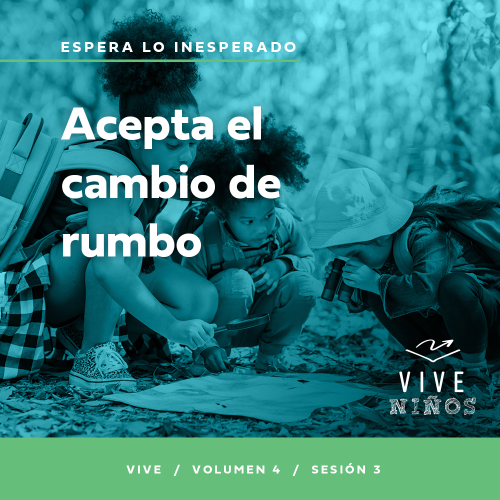 ESPERA LO INESPERADO
Acepta el
cambio de
rumbo
VIVE
NIÑOS
VIVE / VOLUMEN 4 / SESIÓN 3